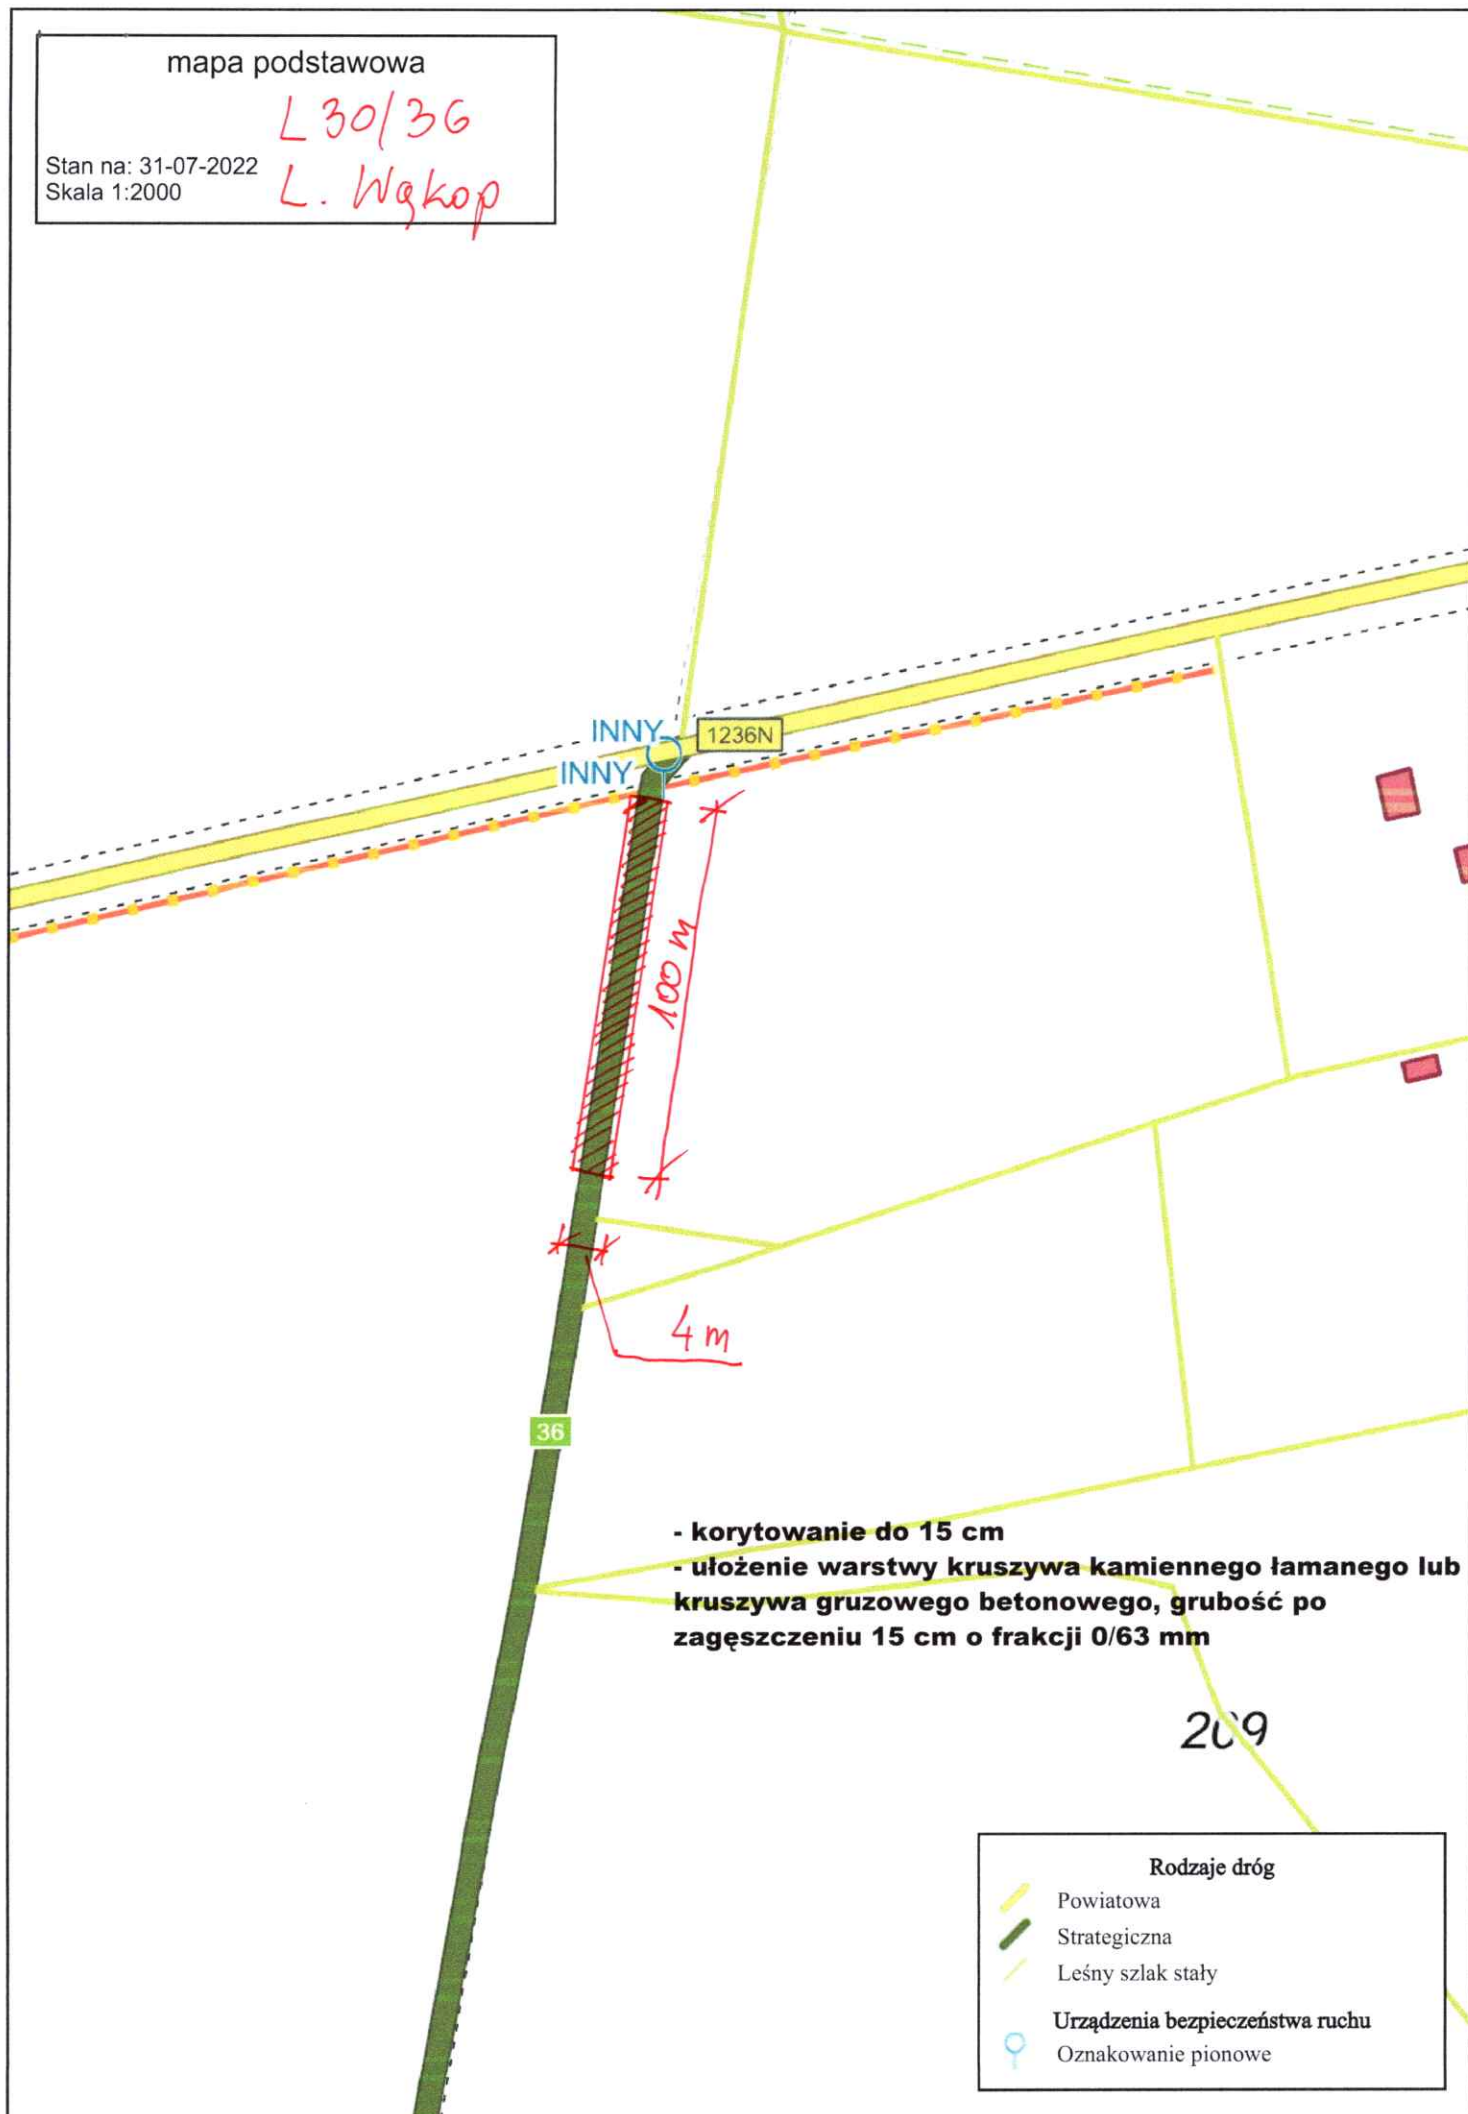 mapa podstawowa
L 30/36
Stan na: 31-07-2022
Skala 1:2000
L. Wąkop
INNY
1236N
INNY
100 m
4 m
36
- korytowanie do 15 cm
- ułożenie warstwy kruszywa kamiennego łamanego lub
kruszywa gruzowego betonowego, grubość po
zagęszczeniu 15 cm o frakcji 0/63 mm
209
Rodzaje dróg
Powiatowa
Strategiczna
Leśny szlak stały
Urządzenia bezpieczeństwa ruchu
Oznakowanie pionowe